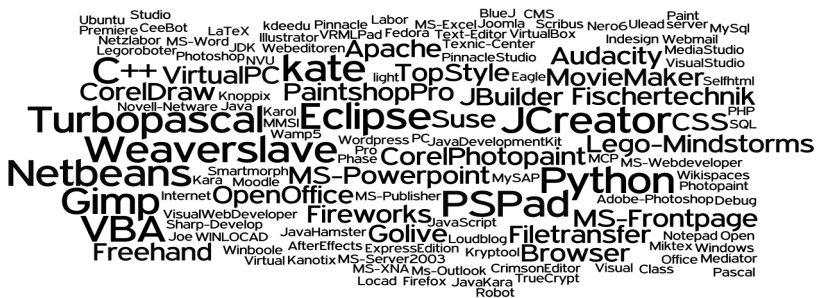 Ubuntu Studio kdeedu Pinnacle Labor BlueJ CMS Paint
Premiere CeeBot LaTeX MS-Excel Joomla Scribus Nero6 Ulead server MySql
Netzlabor MS-Word Illustrator VRMLPad Fedora Text-Editor VirtualBox Indesign Webmail
Legoroboter JDK Webeditoren Apache Texnic-Center Audacity MediaStudio
Photoshop NVU PinnacleStudio VisualStudio
C++ VirtualPC kate light TopStyle Eagle MovieMaker Selfhtml
CorelDraw Knoppix PaintshopPro JBuilder Fischertechnik
Novell-Netware Java Karol PHP
Turbopascal MMSI Eclipse Suse JCreator CSS SQL
Wamp5 Wordpress PC JavaDevelopmentKit Lego-Mindstorms
Weaverslave Pro Phase CorelPhotopaint MCP MS-Webdeveloper
Netbeans Smartmorph MS-Powerpoint MySAP Python Wikispaces
Kara Moodle Photopaint
Gimp Internet OpenOffice MS-Publisher PSPad Adobe-Photoshop Debug
VisualWebDeveloper Fireworks JavaScript MS-Frontpage
VBA Sharp-Develop JavaHamster Golive Loudblog Filetransfer Notepad Open
Joe WINLOCAD
Freehand Winboole AfterEffects ExpressEdition Kryptool Browser Miktex Windows
Virtual Kanotix MS-Server2003 Office Mediator
MS-XNA Ms-Outlook CrimsonEditor Visual Class Pascal
Locad Firefox JavaKara TrueCrypt
Robot